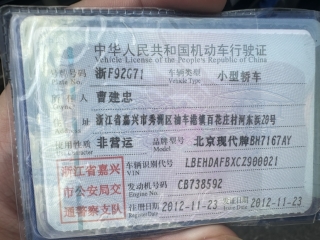 中华人民共和国机动车行驶证
Vehicle License of the People's Republic of China
号牌号码 浙F92G71 车辆类型 小型轿车
人 曹建忠
浙江省嘉兴市秀洲区油车港镇百花庄村河东浜20号
使用性质 非营运 品牌型号 北京现代牌BH7167AY
浙江省嘉兴市公安局交通警察支队
车辆识别代号 LBEHDAFBXCZ900021
VIN
发动机号码 CB738592
注册日期 2012-11-23 发证日期 2012-11-23